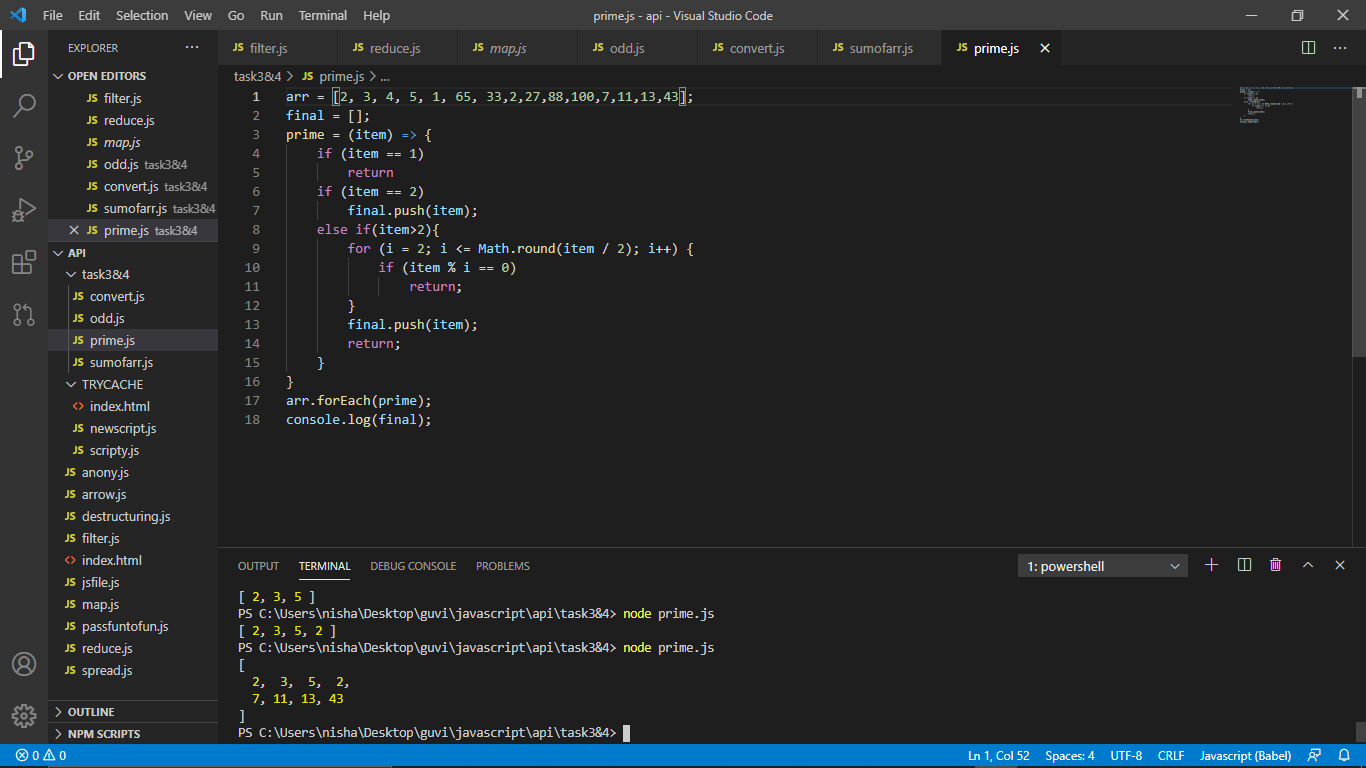 File Edit Selection View Go Run Terminal Help prime.js - api - Visual Studio Code
EXPLORER ...
OPEN EDITORS
JS filter.js
JS reduce.js
JS map.js
JS odd.js task3&4
JS convert.js task3&4
JS sumofarr.js task3&4
JS prime.js task3&4
API
task3&4
JS convert.js
JS odd.js
JS prime.js
JS sumofarr.js
TRYCACHE
<> index.html
JS newscript.js
JS scripty.js
JS anony.js
JS arrow.js
JS destructuring.js
JS filter.js
<> index.html
JS jsfile.js
JS map.js
JS passfuntofun.js
JS reduce.js
JS spread.js
OUTLINE
NPM SCRIPTS
JS filter.js JS reduce.js JS map.js JS odd.js JS convert.js JS sumofarr.js JS prime.js
task3&4 > JS prime.js > ...
1 arr = [2, 3, 4, 5, 1, 65, 33,2,27,88,100,7,11,13,43];
2 final = [];
3 prime = (item) => {
4 if (item == 1)
5 return
6 if (item == 2)
7 final.push(item);
8 else if(item>2){
9 for (i = 2; i <= Math.round(item / 2); i++) {
10 if (item % i == 0)
11 return;
12 }
13 final.push(item);
14 return;
15 }
16 }
17 arr.forEach(prime);
18 console.log(final);
OUTPUT TERMINAL DEBUG CONSOLE PROBLEMS 1: powershell
[ 2, 3, 5 ]
PS C:\Users\nisha\Desktop\guvi\javascript\api\task3&4> node prime.js
[ 2, 3, 5, 2 ]
PS C:\Users\nisha\Desktop\guvi\javascript\api\task3&4> node prime.js
[
2, 3, 5, 2,
7, 11, 13, 43
]
PS C:\Users\nisha\Desktop\guvi\javascript\api\task3&4>
0 0 Ln 1, Col 52 Spaces: 4 UTF-8 CRLF Javascript (Babel)